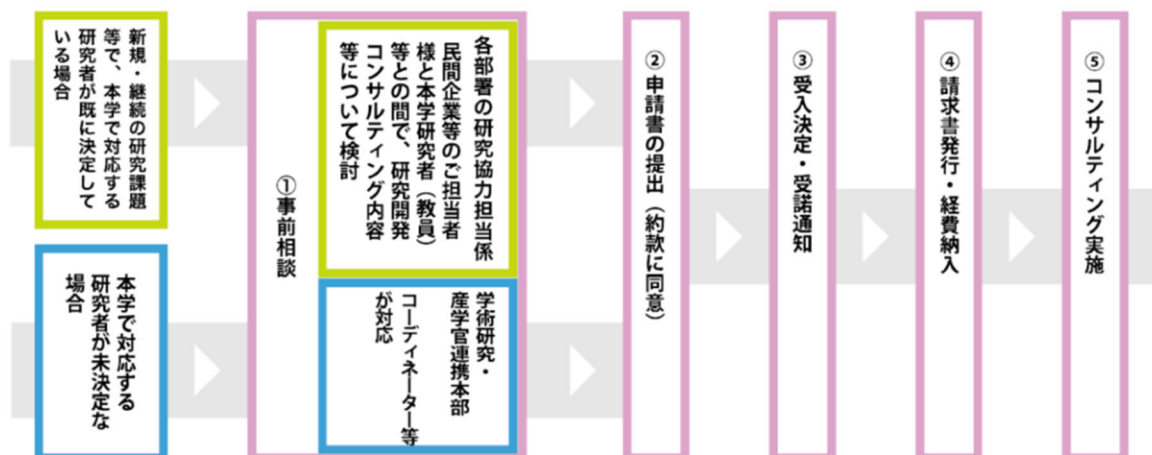 新規・継続の研究課題
等で、本学で対応する
研究者が既に決定して
いる場合
本学で対応する
研究者が未決定な
場合
①事前相談
各部署の研究協力担当係
民間企業等のご担当者
様と本学研究者（教員）
等との間で、研究開発
コンサルティング内容
等について検討
学術研究・
産学官連携本部
コーディネーター等
が対応
②申請書の提出（約款に同意）
③受入決定・受諾通知
④請求書発行・経費納入
⑤コンサルティング実施